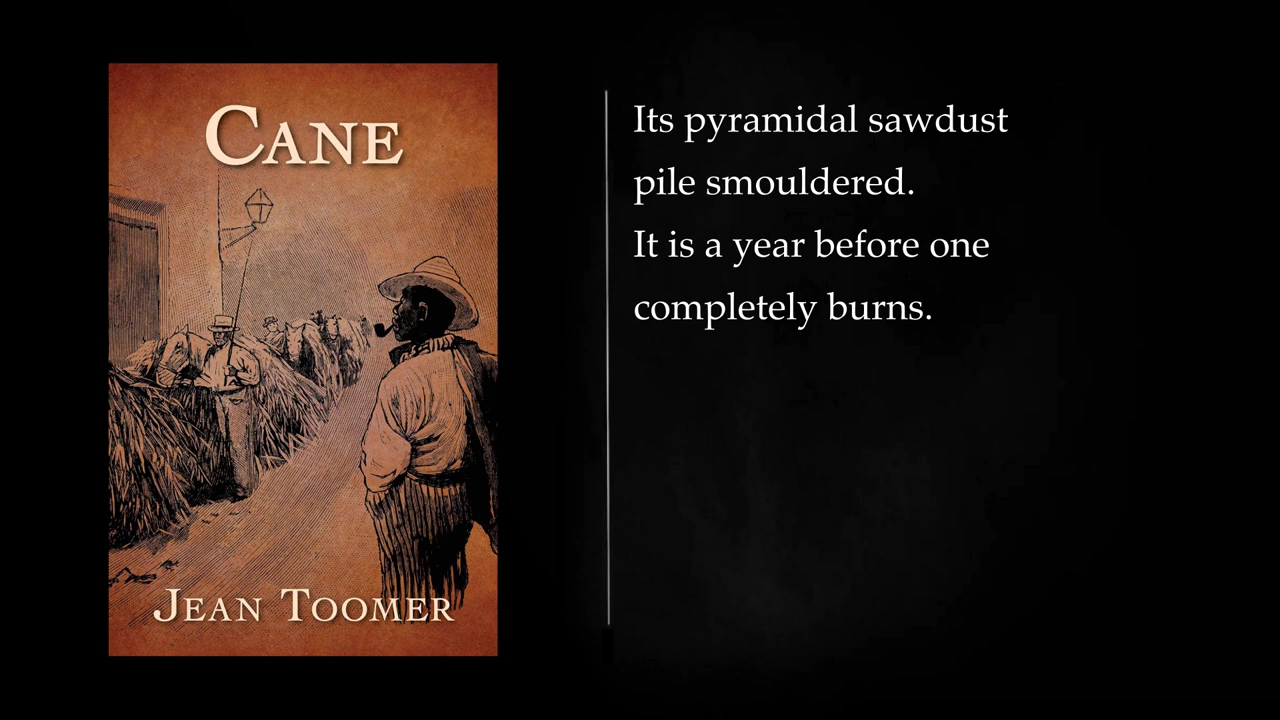 CANE
JEAN TOOMER
Its pyramidal sawdust
pile smouldered.
It is a year before one
completely burns.